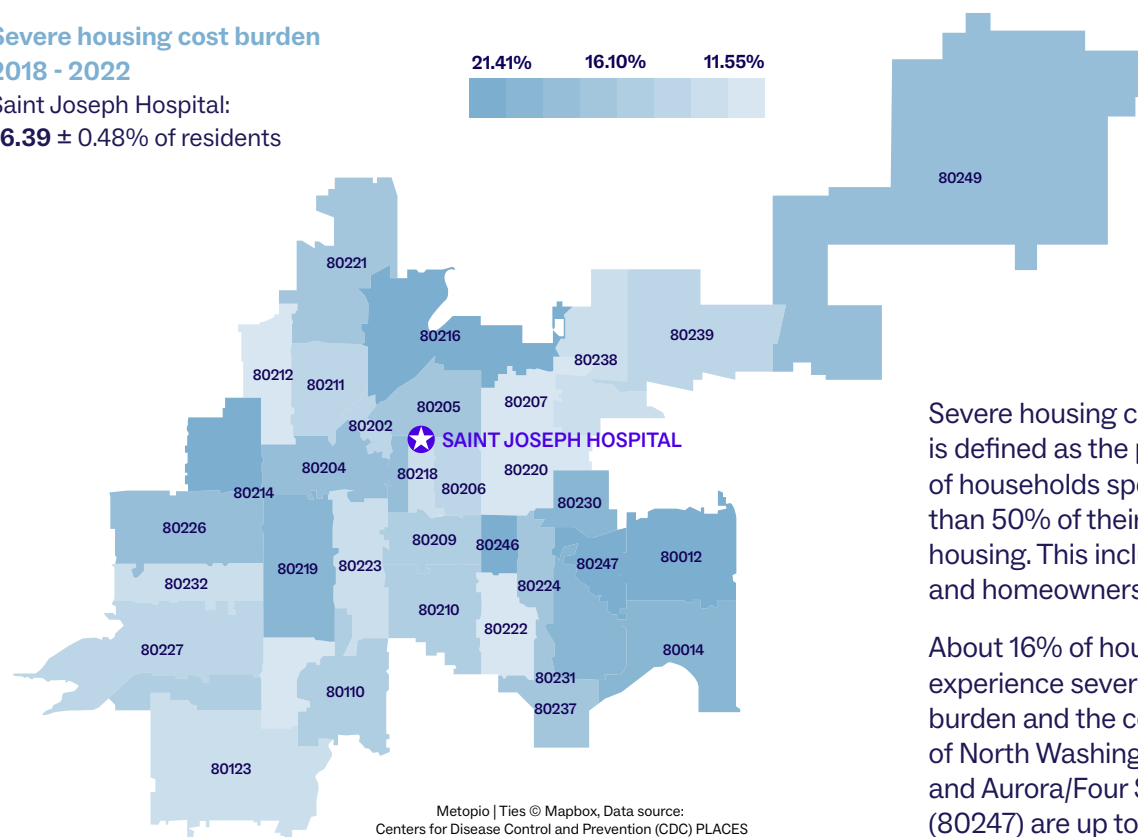 Severe housing cost burden
2018 - 2022
Saint Joseph Hospital:
6.39 ± 0.48% of residents
21.41% 16.10% 11.55%
80249
80221
80216
80239
80238
80212
80211
80207
80205
80202
SAINT JOSEPH HOSPITAL
80204
80218
80220
80206
80214
80230
80226
80209
80246
80012
80219
80223
80247
80232
80224
80210
80222
80227
80014
80231
80110
80237
80123
Severe housing c
is defined as the p
of households spe
than 50% of their
housing. This inclu
and homeowners
About 16% of hou
experience sever
burden and the co
of North Washing
and Aurora/Four S
(80247) are up to
Metopio | Ties © Mapbox, Data source:
Centers for Disease Control and Prevention (CDC) PLACES